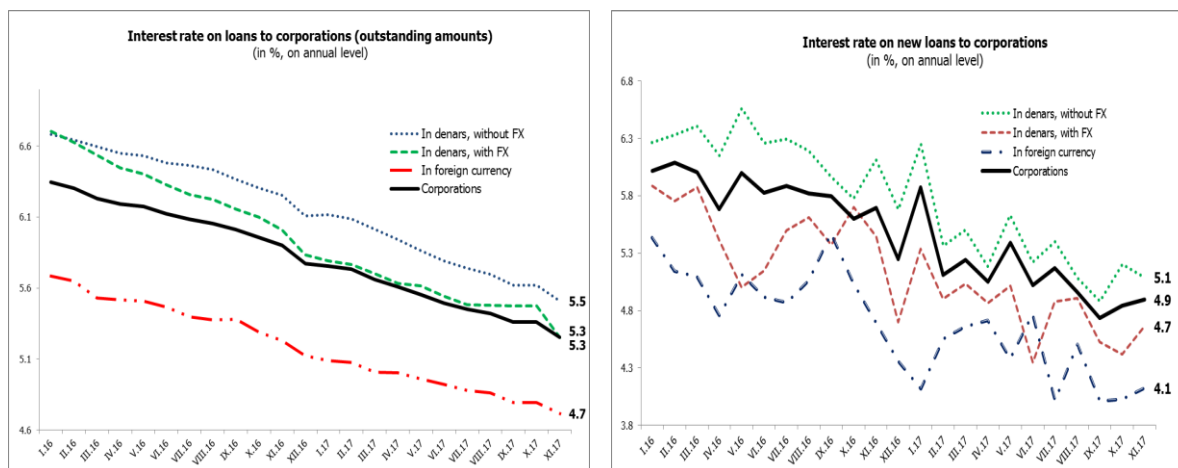 Interest rate on loans to corporations (outstanding amounts)
(in %, on annual level)
6.6
6.1
5.6
5.1
4.6
In denars, without FX
In denars, with FX
In foreign currency
Corporations
5.5
5.3
5.3
4.7
I.16 II.16 III.16 IV.16 V.16 VI.16 VII.16 VIII.16 IX.16 X.16 XI.16 XII.16 I.17 II.17 III.17 IV.17 V.17 VI.17 VII.17 VIII.17 IX.17 X.17 XI.17
Interest rate on new loans to corporations
(in %, on annual level)
6.8
6.3
5.8
5.3
4.8
4.3
3.8
In denars, without FX
In denars, with FX
In foreign currency
Corporations
5.1
4.9
4.7
4.1
I.16 II.16 III.16 IV.16 V.16 VI.16 VII.16 VIII.16 IX.16 X.16 XI.16 XII.16 I.17 II.17 III.17 IV.17 V.17 VI.17 VII.17 VIII.17 IX.17 X.17 XI.17